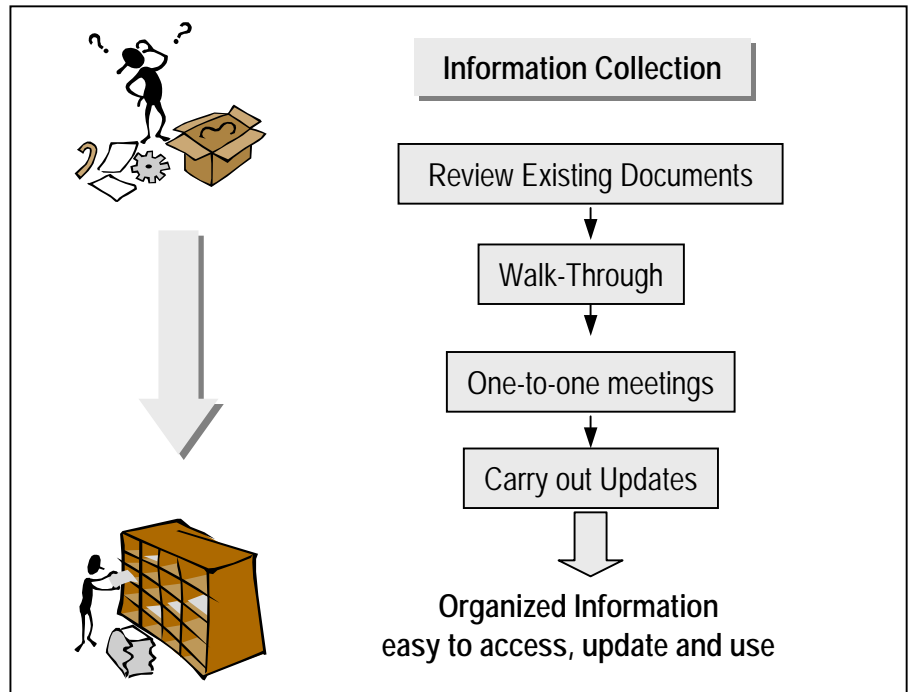 ? ?
Information Collection
Review Existing Documents
Walk-Through
One-to-one meetings
Carry out Updates
Organized Information
easy to access, update and use